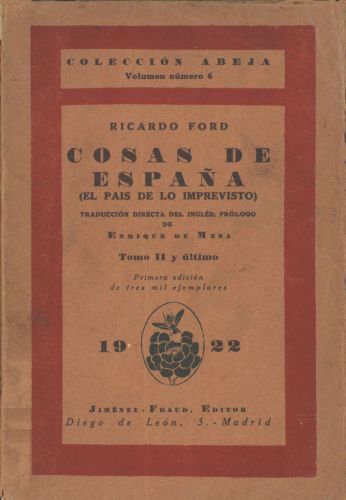 COLECCIÓN ABEJA
Volumen número 6
RICARDO FORD
COSAS DE
ESPAÑA
(EL PAIS DE LO IMPREVISTO)
TRADUCCIÓN DIRECTA DEL INGLÉS: PRÓLOGO
DE
ENRIQUE DE MESA
Tomo II y último
Primera edición
de tres mil ejemplares
19 22
JIMÉNEZ-FRAUD, EDITOR
Diego de León, 5.-Madrid